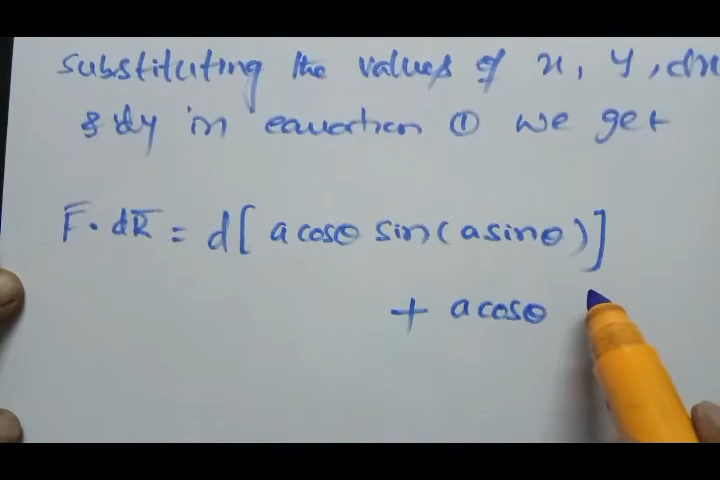 substituting the values of x, y, dx
& dy in equation ① we get
F̄ · dR̄ = d[ a cosθ sin( a sinθ ) ]
+ a cosθ